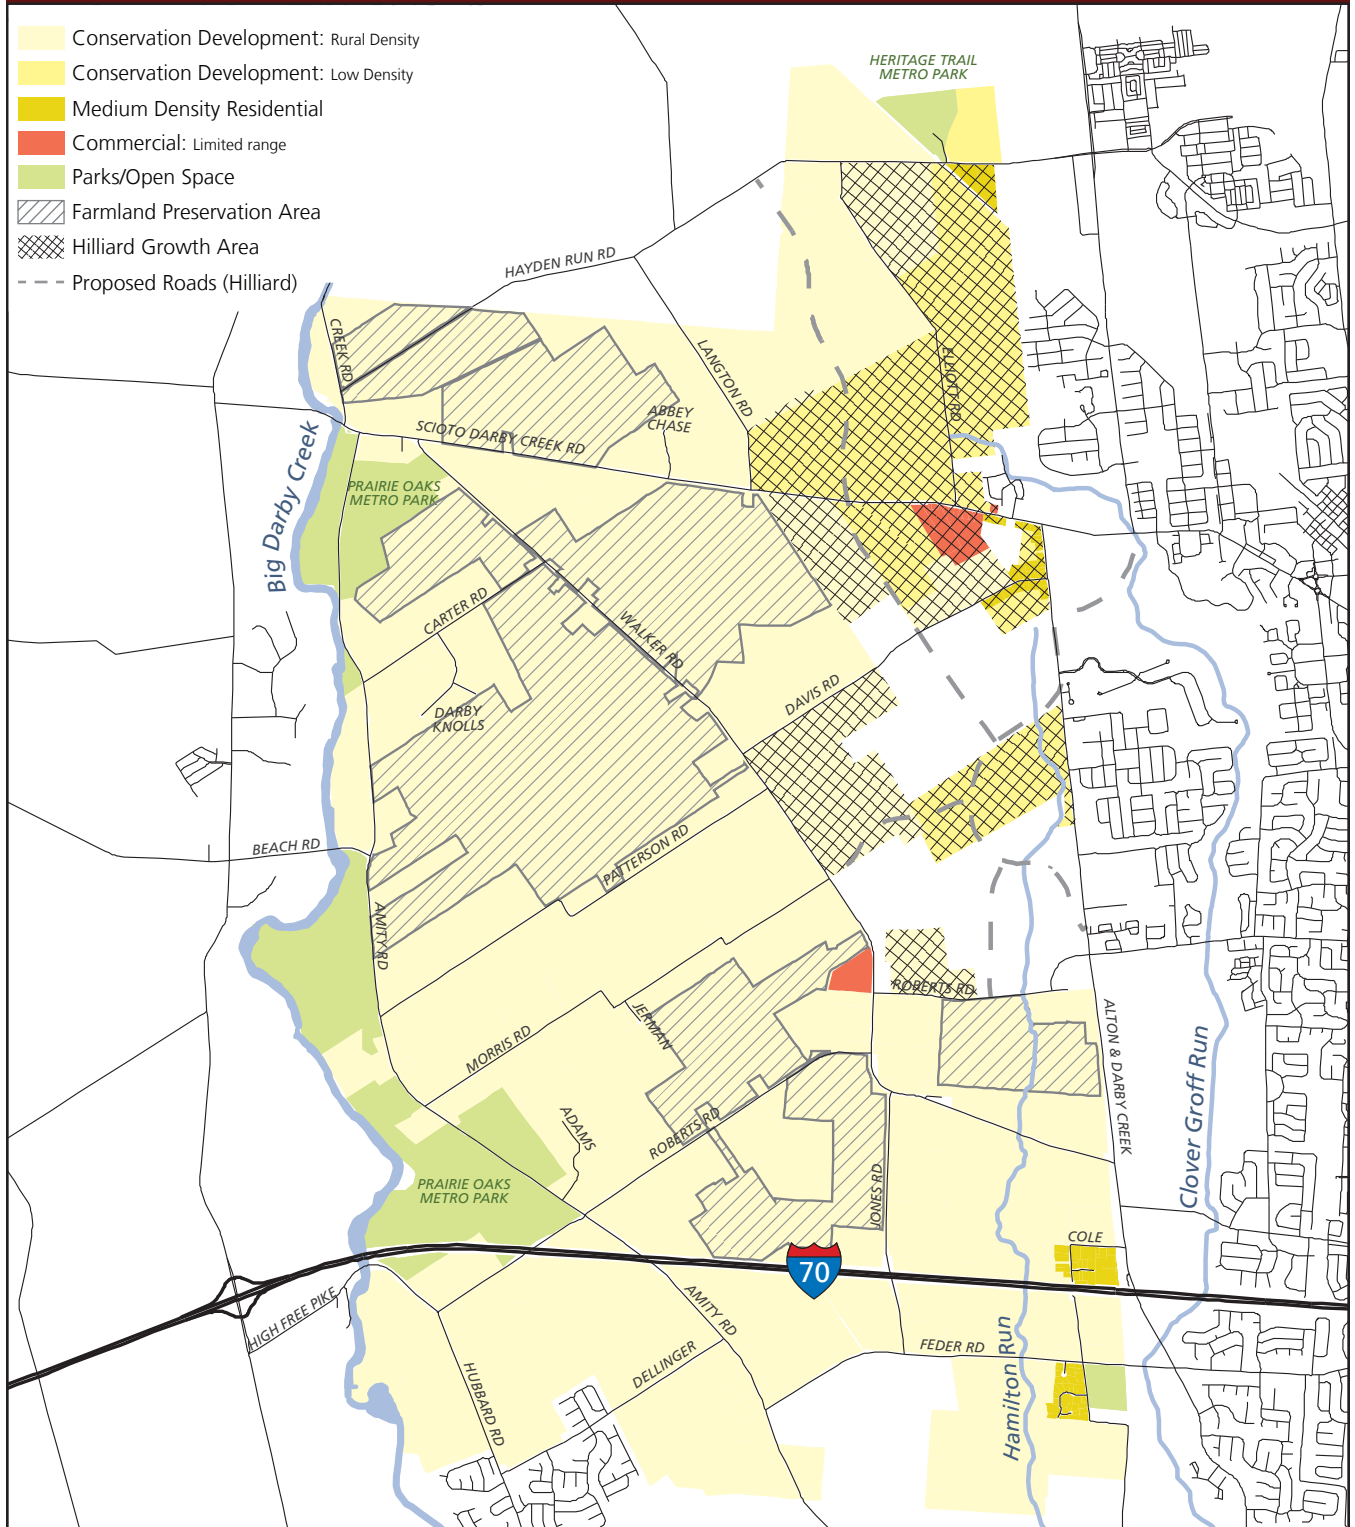 Conservation Development: Rural Density
Conservation Development: Low Density
Medium Density Residential
Commercial: Limited range
Parks/Open Space
Farmland Preservation Area
Hilliard Growth Area
Proposed Roads (Hilliard)
HERITAGE TRAIL
METRO PARK
HAYDEN RUN RD
CREEK RD
LANGTON RD
ELLIOTT RD
ABBEY
CHASE
SCIOTO DARBY CREEK RD
Big Darby Creek
PRAIRIE OAKS
METRO PARK
CARTER RD
WALKER RD
DAVIS RD
DARBY
KNOLLS
BEACH RD
PATTERSON RD
AMITY RD
ROBERTS RD
JERMAN
MORRIS RD
ALTON & DARBY CREEK
Clover Groff Run
ADAMS
ROBERTS RD
PRAIRIE OAKS
METRO PARK
JONES RD
COLE
70
HIGH FREE PIKE
AMITY RD
FEDER RD
Hamilton Run
DELLINGER
HUBBARD RD